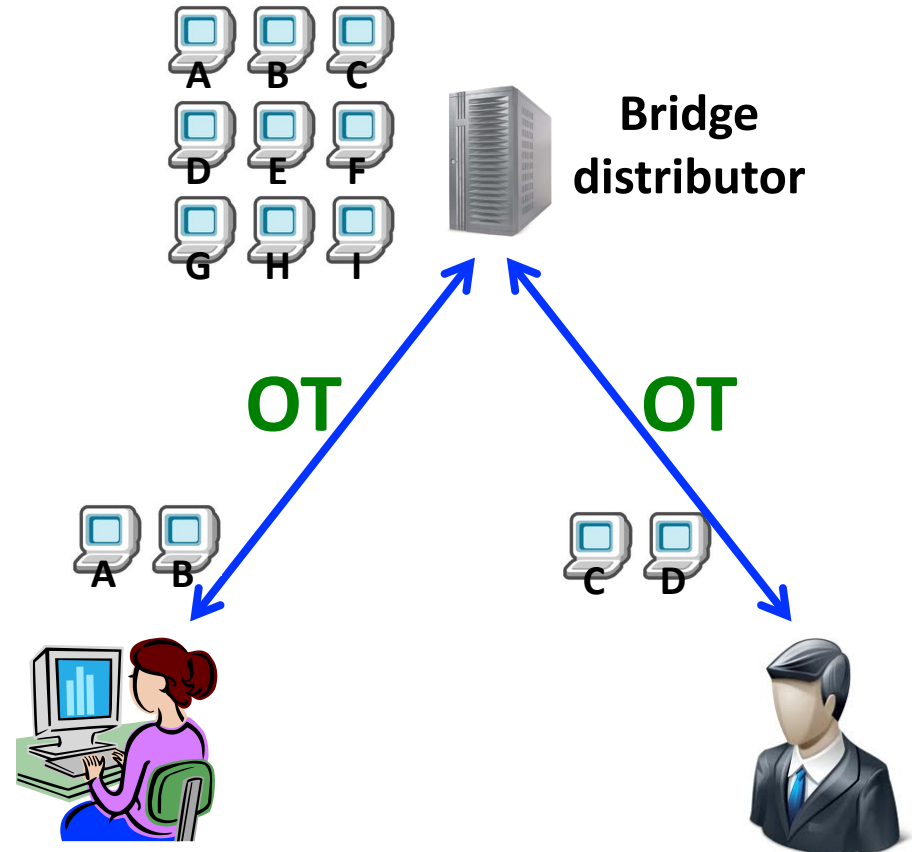 A B C
Bridge
distributor
D E F
G H I
OT OT
A B
C D